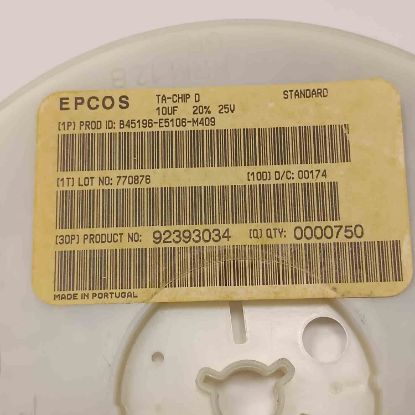 EPCOS TA-CHIP D STANDARD
10UF 20% 25V
(1P) PROD ID: B45196-E5106-M409
(1T) LOT NO: 770876 (10D) D/C: 00174
(30P) PRODUCT NO: 92393034 (Q) QTY: 0000750
MADE IN PORTUGAL